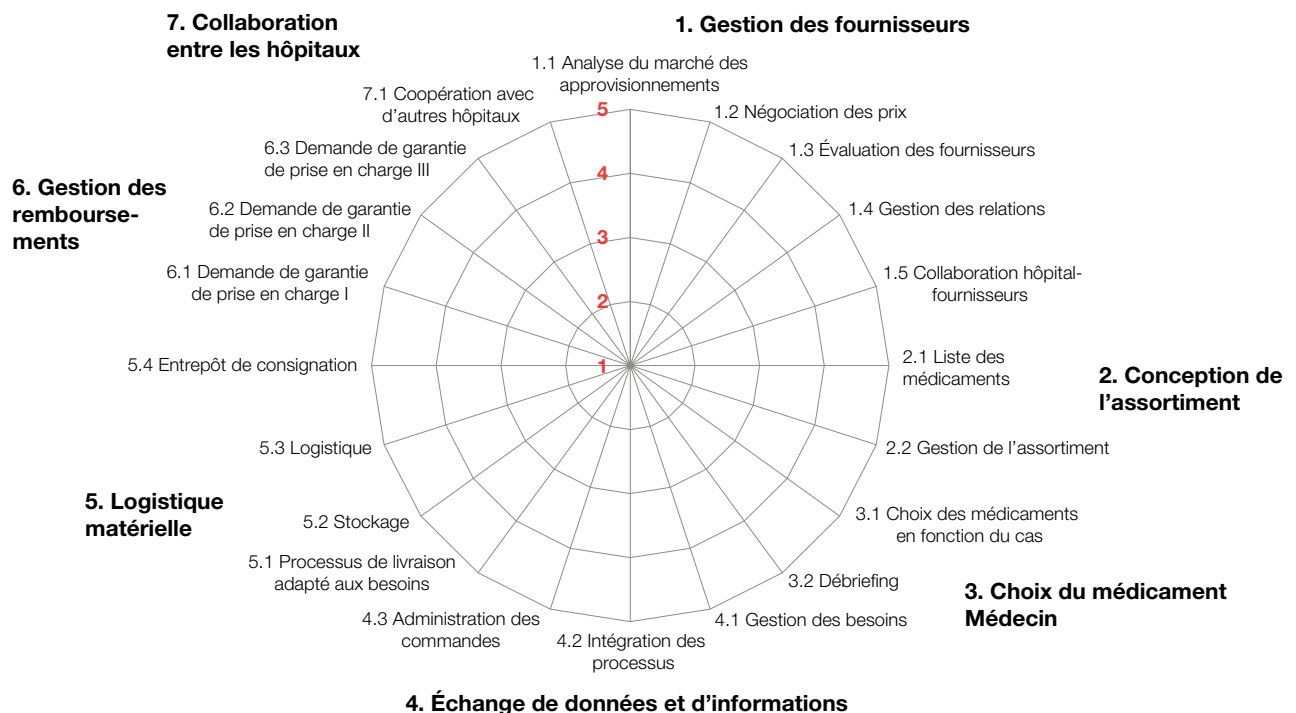 7. Collaboration
entre les hôpitaux
1. Gestion des fournisseurs
1.1 Analyse du marché des
approvisionnements
1.2 Négociation des prix
1.3 Évaluation des fournisseurs
1.4 Gestion des relations
1.5 Collaboration hôpital-
fournisseurs
2.1 Liste des
médicaments
2. Conception de
l’assortiment
2.2 Gestion de l’assortiment
3.1 Choix des médicaments
en fonction du cas
3.2 Débriefing
3. Choix du médicament
Médecin
4.1 Gestion des besoins
4.2 Intégration des
processus
4.3 Administration des
commandes
4. Échange de données et d’informations
5.1 Processus de livraison
adapté aux besoins
5.2 Stockage
5. Logistique
matérielle
5.3 Logistique
5.4 Entrepôt de consignation
6.1 Demande de garantie
de prise en charge I
6.2 Demande de garantie
de prise en charge II
6. Gestion des
rembourse-
ments
6.3 Demande de garantie
de prise en charge III
7.1 Coopération avec
d’autres hôpitaux
5
4
3
2
1